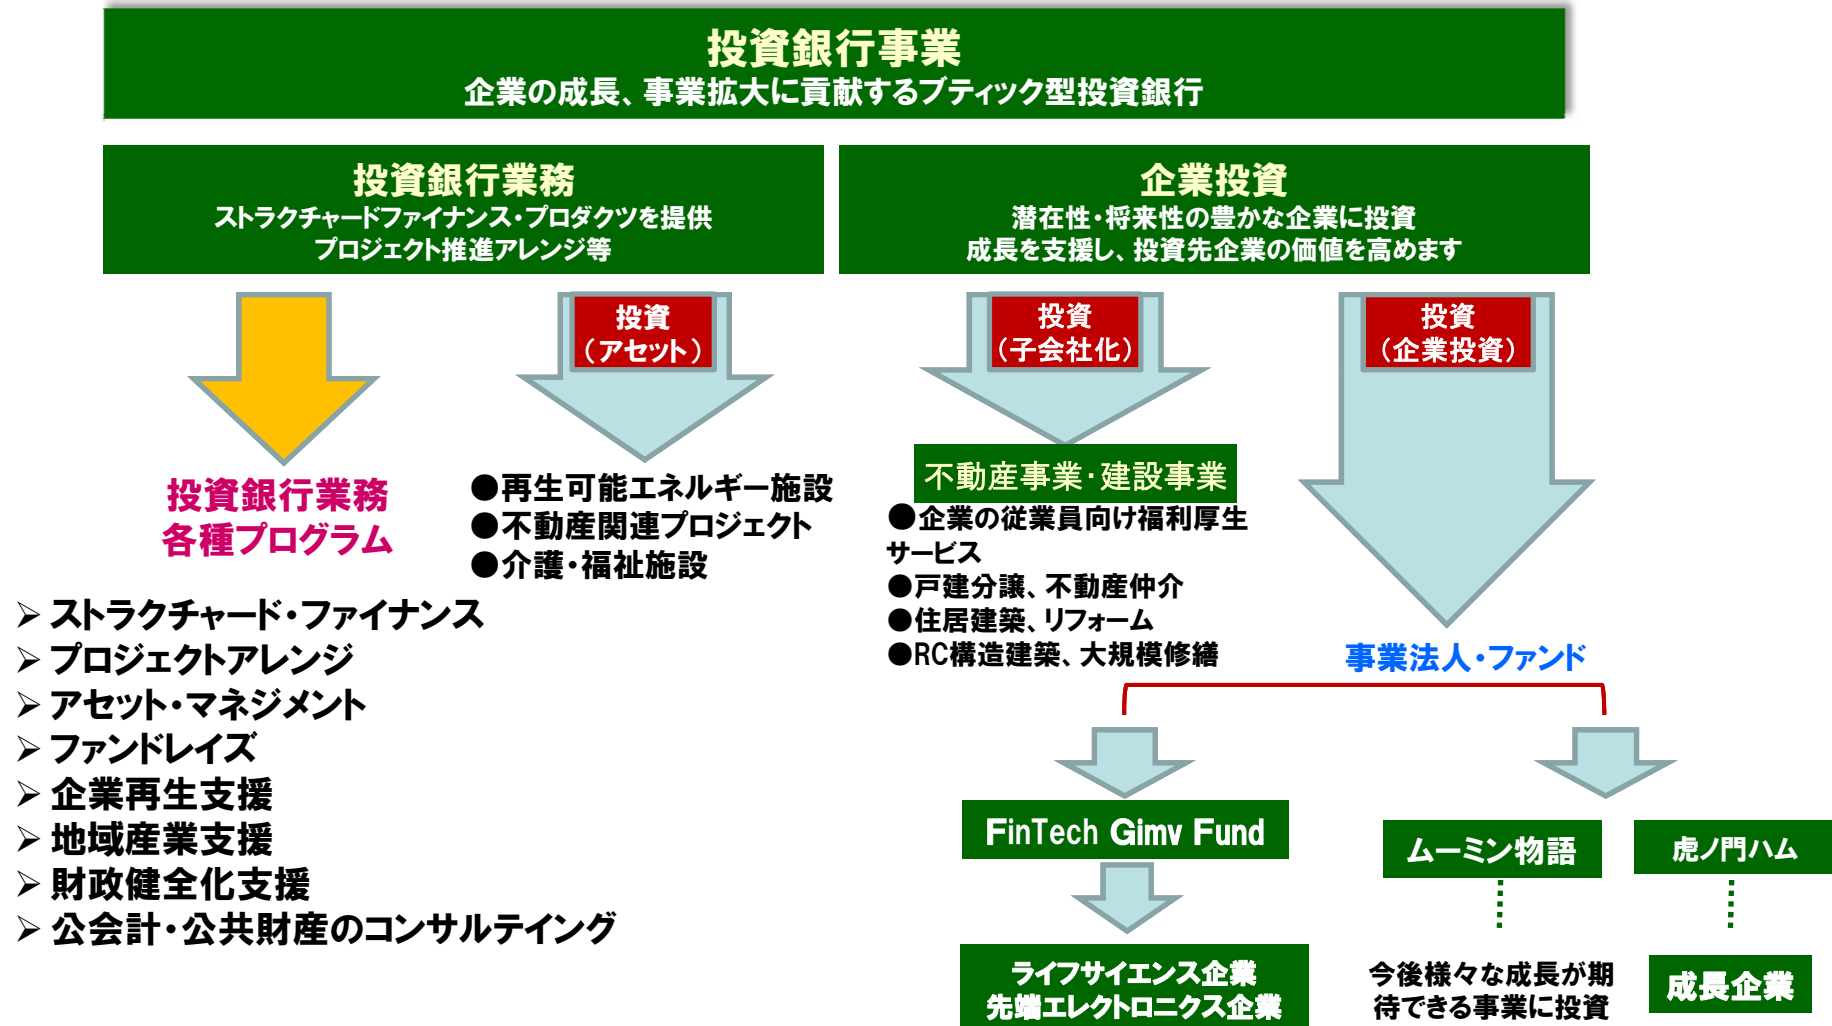 投資銀行事業
企業の成長、事業拡大に貢献するブティック型投資銀行
投資銀行業務
ストラクチャードファイナンス・プロダクツを提供
プロジェクト推進アレンジ等
企業投資
潜在性・将来性の豊かな企業に投資
成長を支援し、投資先企業の価値を高めます
投資
（アセット）
投資
（子会社化）
投資
（企業投資）
投資銀行業務
各種プログラム
●再生可能エネルギー施設
●不動産関連プロジェクト
●介護・福祉施設
➢ ストラクチャード・ファイナンス
➢ プロジェクトアレンジ
➢ アセット・マネジメント
➢ ファンドレイズ
➢ 企業再生支援
➢ 地域産業支援
➢ 財政健全化支援
➢ 公会計・公共財産のコンサルテイング
不動産事業・建設事業
●企業の従業員向け福利厚生
サービス
●戸建分譲、不動産仲介
●住居建築、リフォーム
●RC構造建築、大規模修繕
事業法人・ファンド
FinTech Gimv Fund
ライフサイエンス企業
先端エレクトロニクス企業
ムーミン物語
今後様々な成長が期
待できる事業に投資
虎ノ門ハム
成長企業